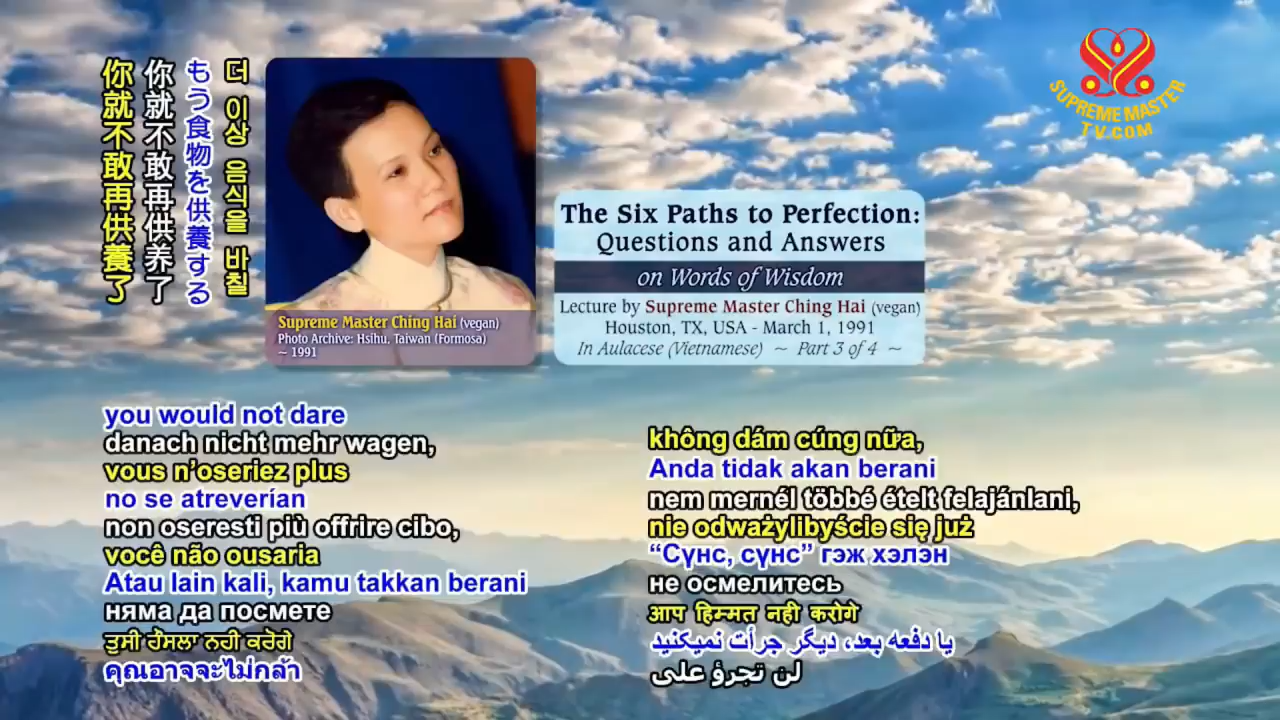 你就不敢再供養了
你就不敢再供养了
もう食物を供養する
더 이상 음식을 바칠
Supreme Master Ching Hai (vegan)
Photo Archive: Hsihu, Taiwan (Formosa)
~ 1991
The Six Paths to Perfection:
Questions and Answers
on Words of Wisdom
Lecture by Supreme Master Ching Hai (vegan)
Houston, TX, USA - March 1, 1991
In Aulacese (Vietnamese) ~ Part 3 of 4 ~
SUPREME MASTER
TV.COM
you would not dare
danach nicht mehr wagen,
vous n’oseriez plus
no se atreverían
non oseresti più offrire cibo,
você não ousaria
Atau lain kali, kamu takkan berani
няма да посмете
ਤੁਸੀ ਹੌਂਸਲਾ ਨਹੀ ਕਰੋਗੇ
คุณอาจจะไม่กล้า
không dám cúng nữa,
Anda tidak akan berani
nem mernél többé ételt felajánlani,
nie odważylibyście się już
“Сүнс, сүнс” гэж хэлэн
не осмелитесь
आप हिम्मत नही करोगे
یا دفعه بعد، دیگر جرأت نمیکنید
لن تجرؤ على